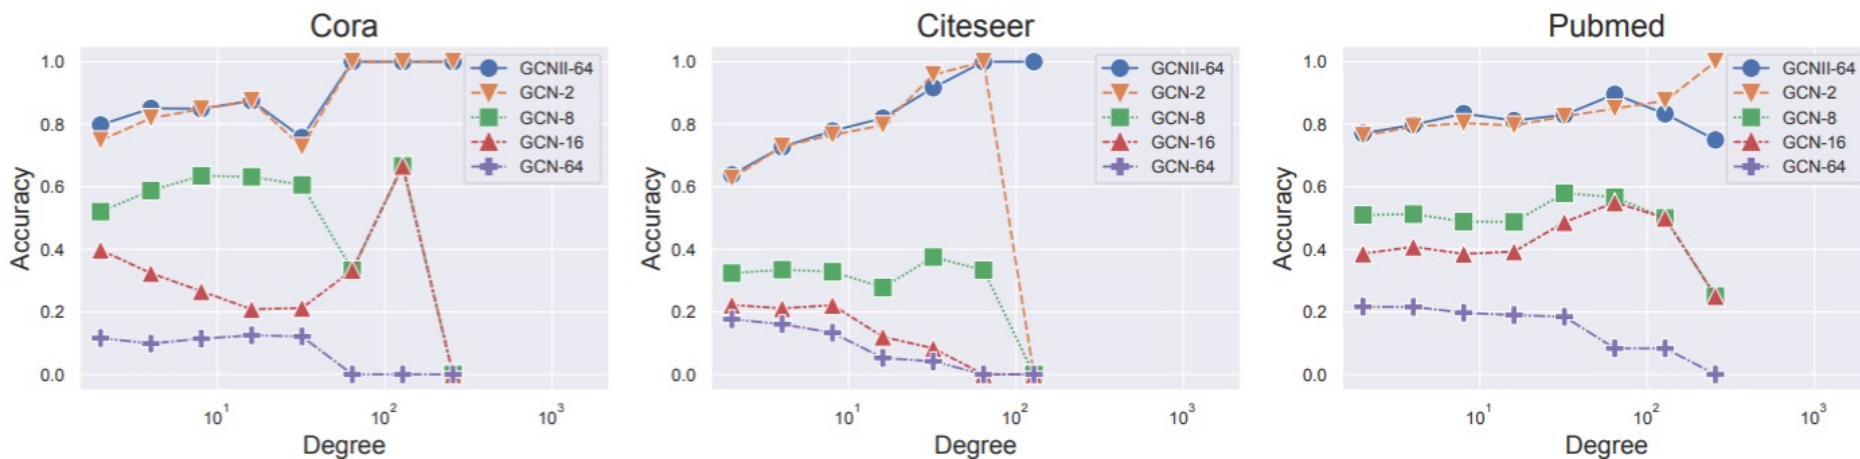 Cora
Accuracy
1.0
0.8
0.6
0.4
0.2
0.0
GCNII-64
GCN-2
GCN-8
GCN-16
GCN-64
10^1
10^2
10^3
Degree
Citeseer
Accuracy
1.0
0.8
0.6
0.4
0.2
0.0
GCNII-64
GCN-2
GCN-8
GCN-16
GCN-64
10^1
10^2
10^3
Degree
Pubmed
Accuracy
1.0
0.8
0.6
0.4
0.2
0.0
GCNII-64
GCN-2
GCN-8
GCN-16
GCN-64
10^1
10^2
10^3
Degree